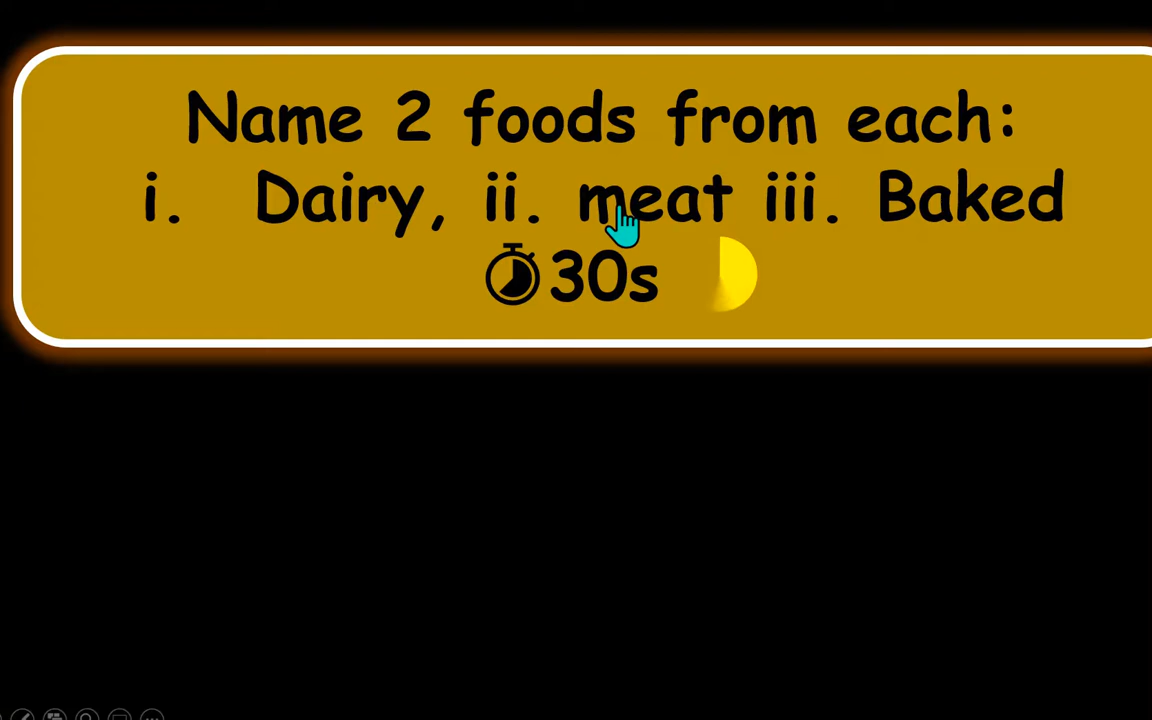 Name 2 foods from each:
i. Dairy, ii. meat iii. Baked
30s